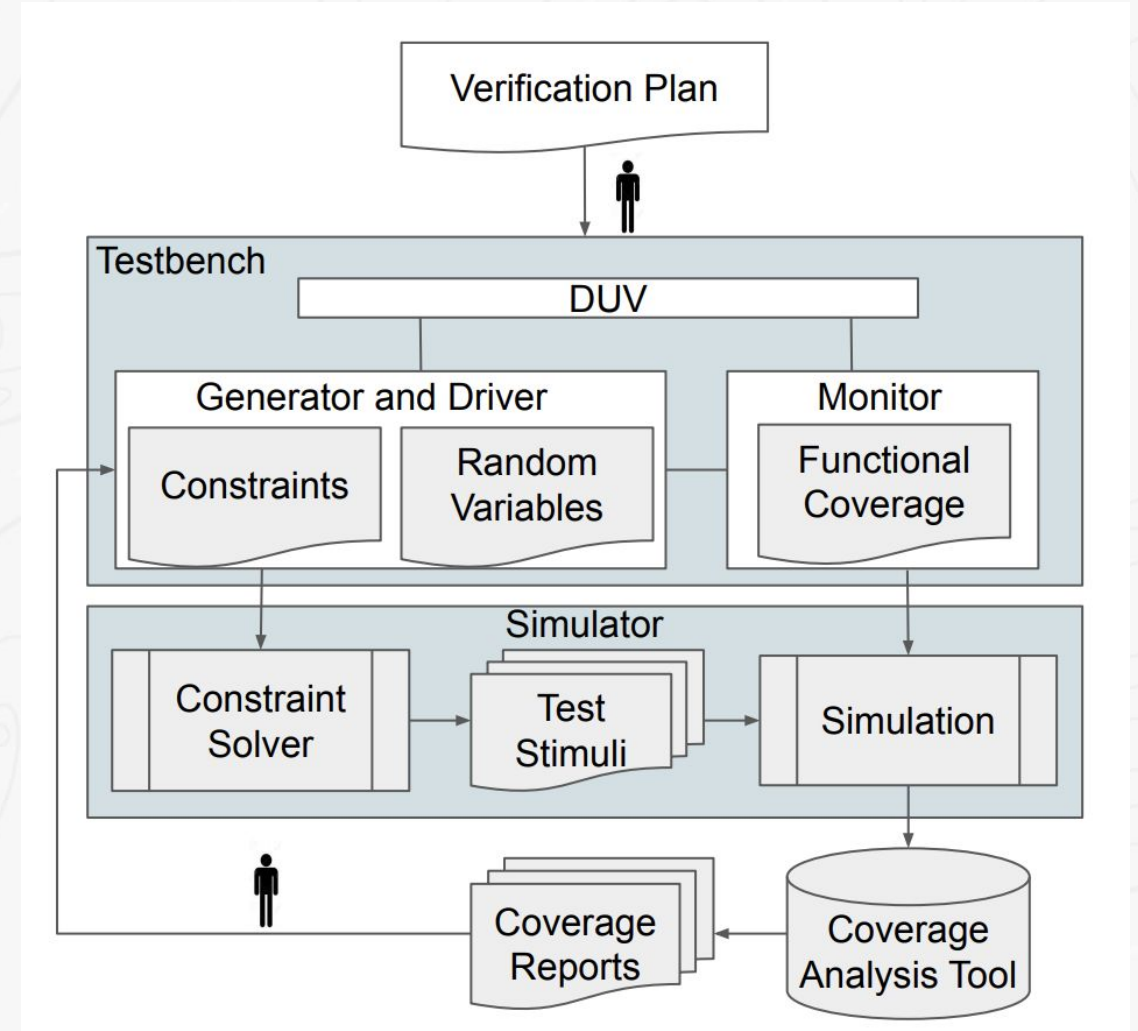 Verification Plan
Testbench
DUV
Generator and Driver
Monitor
Constraints
Random
Variables
Functional
Coverage
Simulator
Constraint
Solver
Test
Stimuli
Simulation
Coverage
Reports
Coverage
Analysis Tool